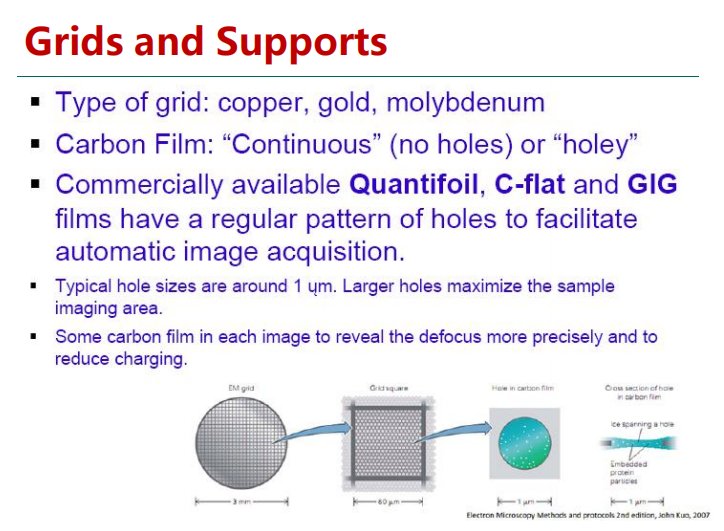 Grids and Supports
▪ Type of grid: copper, gold, molybdenum
▪ Carbon Film: “Continuous” (no holes) or “holey”
▪ Commercially available Quantifoil, C-flat and GIG
films have a regular pattern of holes to facilitate
automatic image acquisition.
▪ Typical hole sizes are around 1 ųm. Larger holes maximize the sample
imaging area.
▪ Some carbon film in each image to reveal the defocus more precisely and to
reduce charging.
EM grid
Grid square
Hole in carbon film
Cross section of hole
in carbon film
Ice spanning a hole
Embedded
protein
particles
3 mm
60 µm
1 µm
1 µm
Electron Microscopy Methods and protocols 2nd edition, John Kuo, 2007